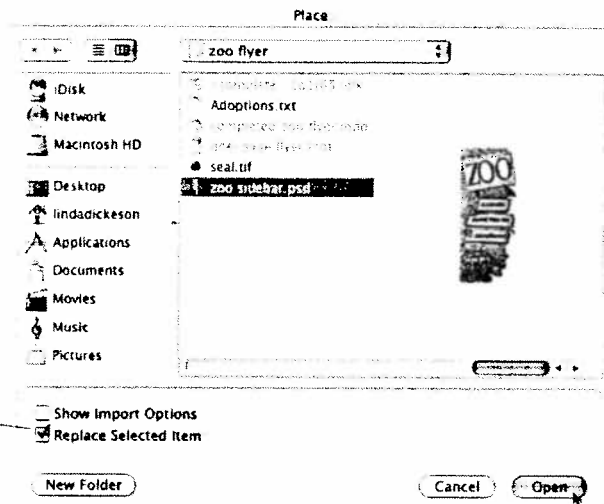 Place
zoo flyer
iDisk
Network
Macintosh HD
Desktop
lindadickeson
Applications
Documents
Movies
Music
Pictures
Adoptions.txt
seal.tif
zoo sidebar.psd
ZOO
Show Import Options
Replace Selected Item
New Folder
Cancel
Open